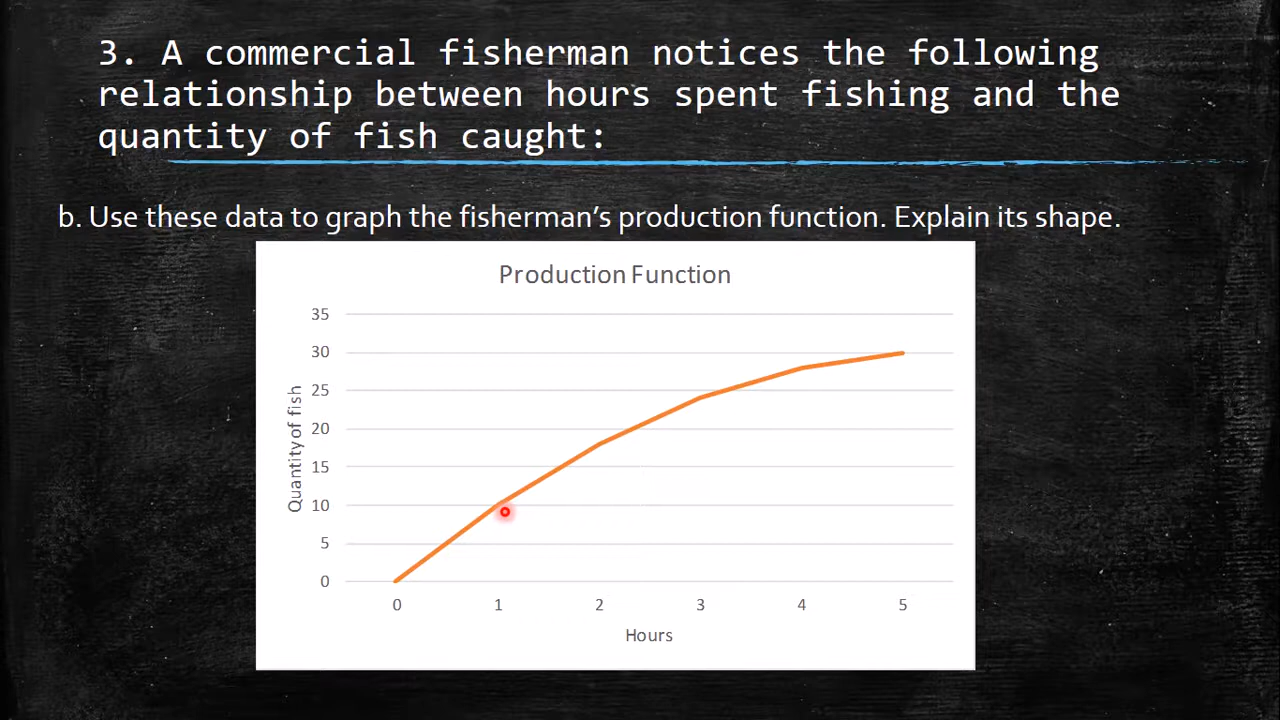 3. A commercial fisherman notices the following
relationship between hours spent fishing and the
quantity of fish caught:
b. Use these data to graph the fisherman’s production function. Explain its shape.
Production Function
35
30
25
20
15
10
5
0
Quantity of fish
0 1 2 3 4 5
Hours